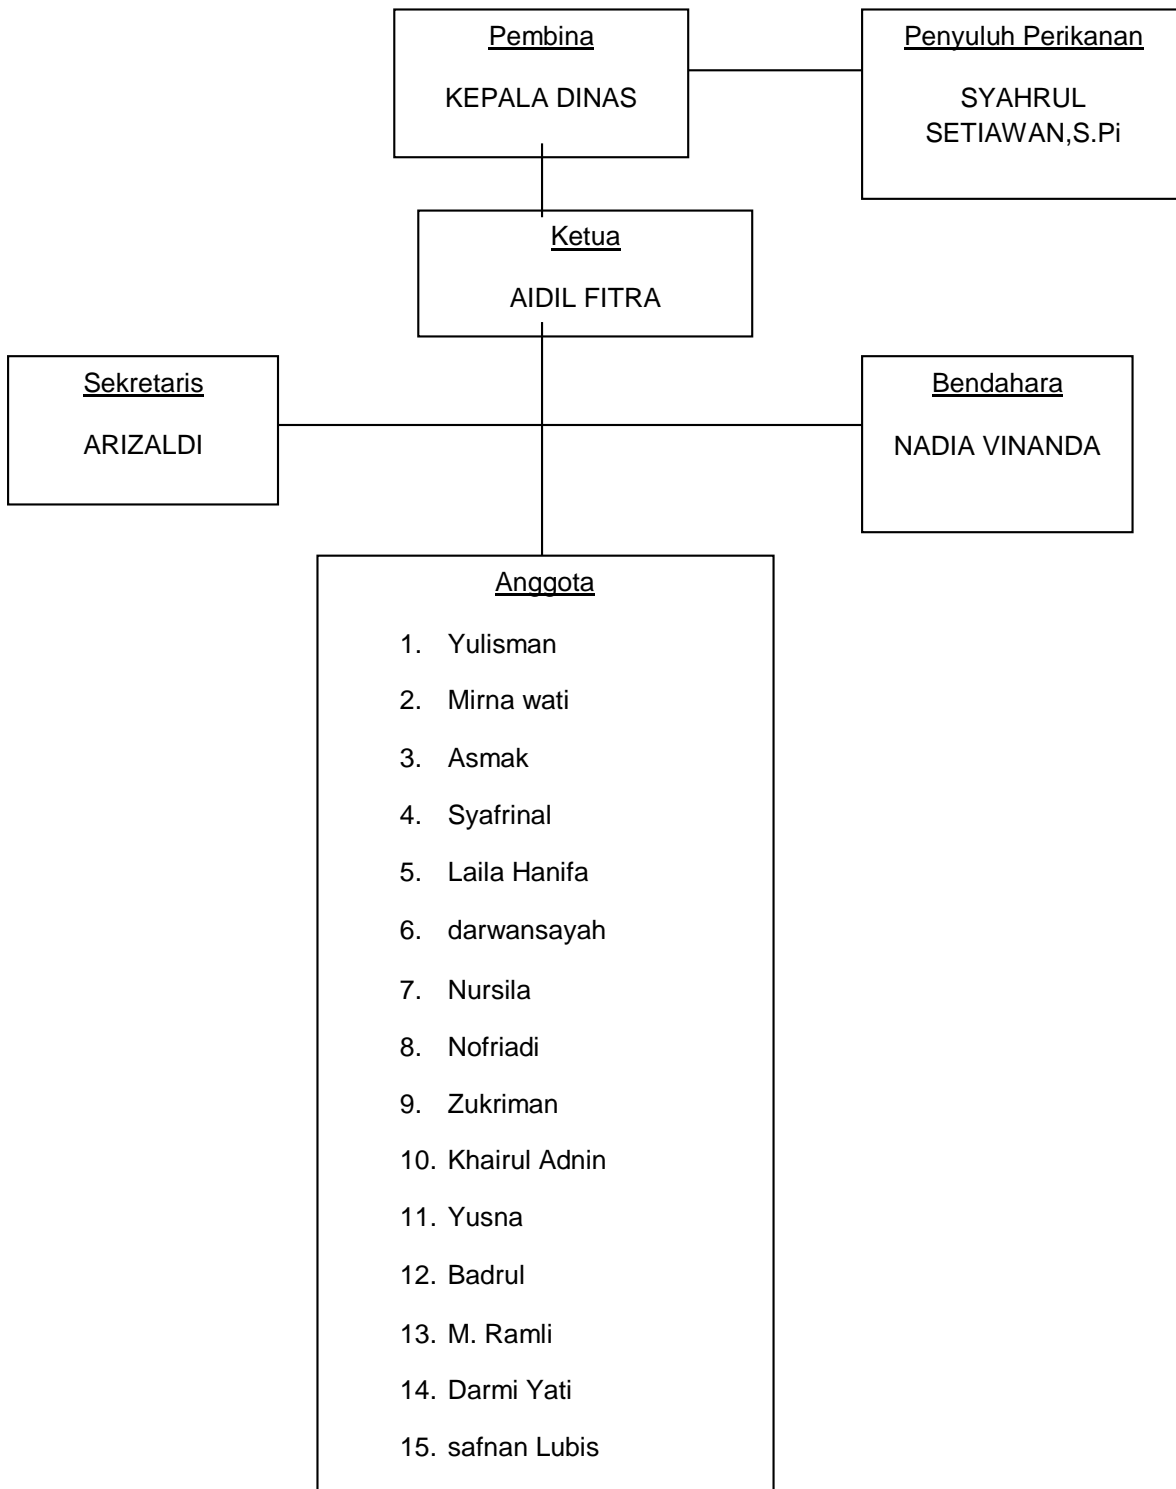 Pembina
KEPALA DINAS
Penyuluh Perikanan
SYAHRUL
SETIAWAN,S.Pi
Ketua
AIDIL FITRA
Sekretaris
ARIZALDI
Bendahara
NADIA VINANDA
Anggota
1. Yulisman
2. Mirna wati
3. Asmak
4. Syafrinal
5. Laila Hanifa
6. darwansayah
7. Nursila
8. Nofriadi
9. Zukriman
10. Khairul Adnin
11. Yusna
12. Badrul
13. M. Ramli
14. Darmi Yati
15. safnan Lubis